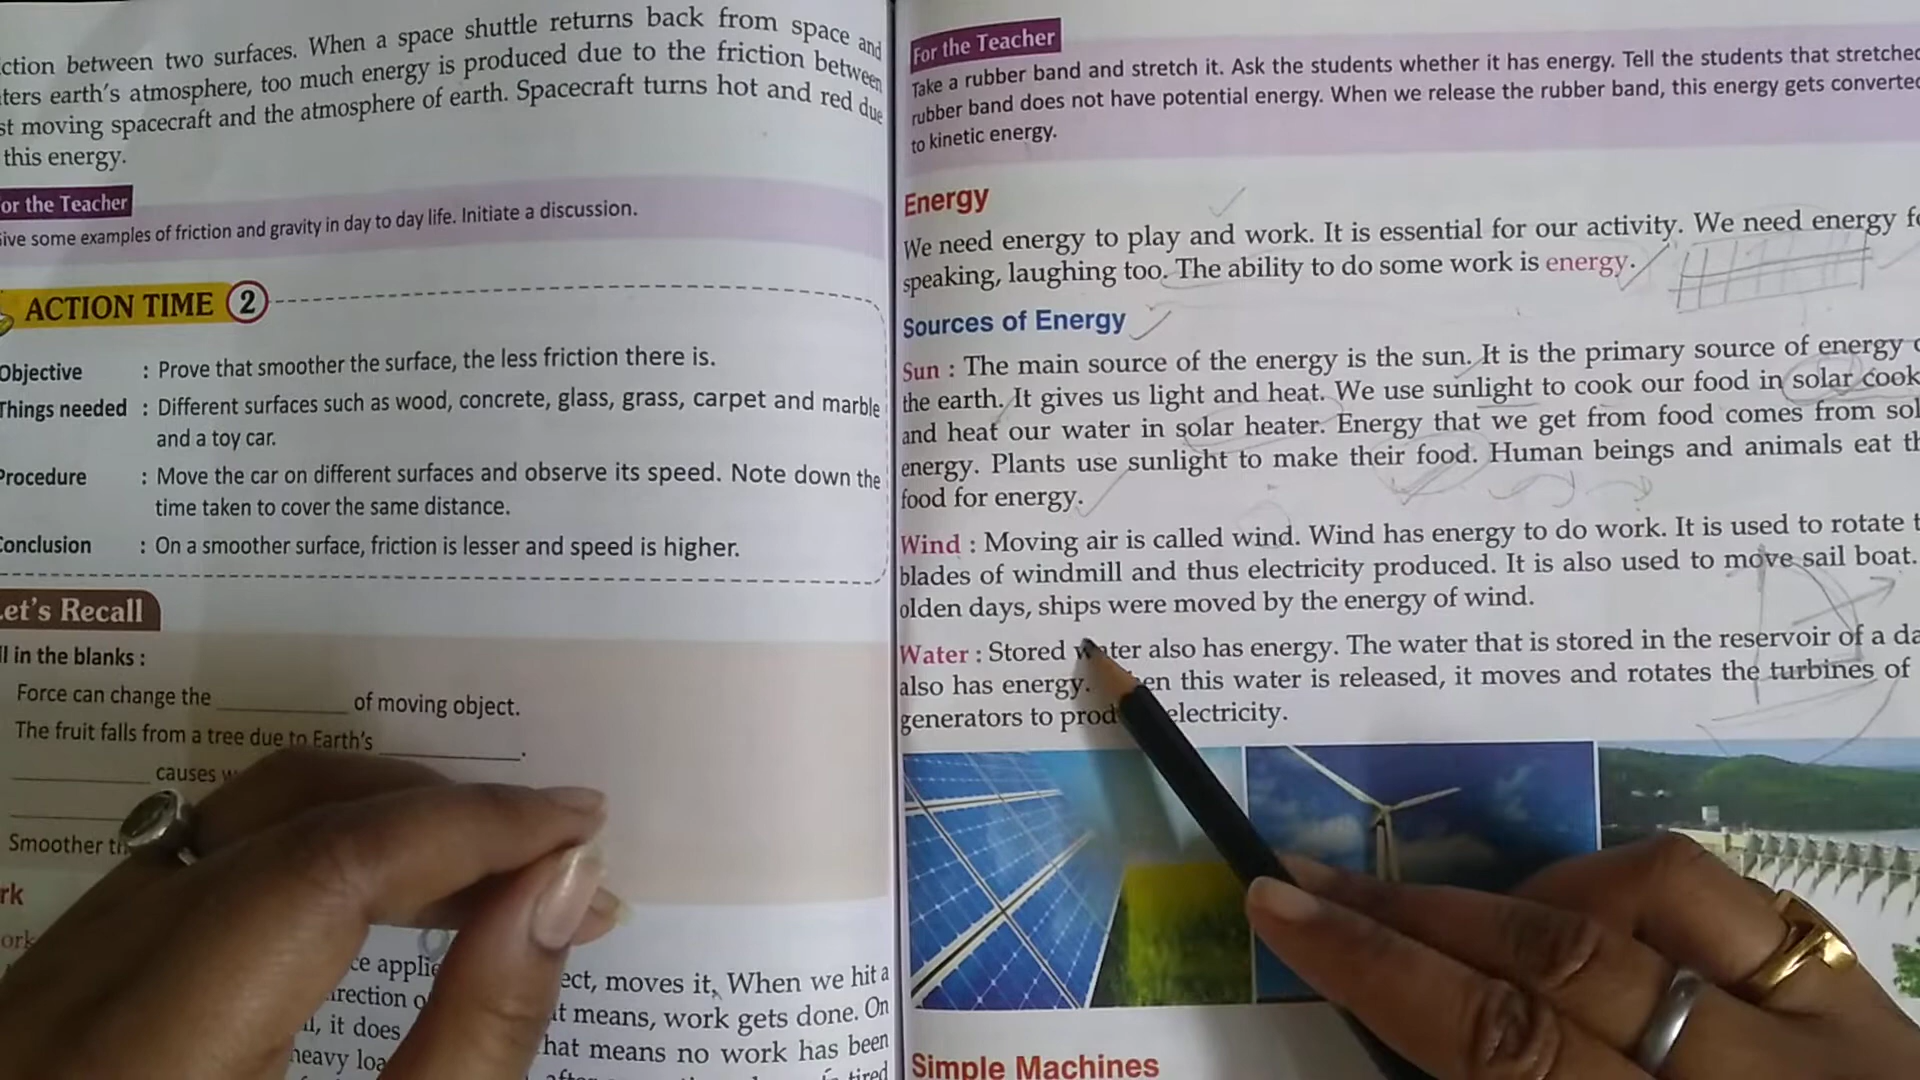 ction between two surfaces. When a space shuttle returns back from space and
ters earth's atmosphere, too much energy is produced due to the friction between
st moving spacecraft and the atmosphere of earth. Spacecraft turns hot and red due
this energy.
or the Teacher
ive some examples of friction and gravity in day to day life. Initiate a discussion.
ACTION TIME 2
Objective : Prove that smoother the surface, the less friction there is.
Things needed : Different surfaces such as wood, concrete, glass, grass, carpet and marble
and a toy car.
Procedure : Move the car on different surfaces and observe its speed. Note down the
time taken to cover the same distance.
Conclusion : On a smoother surface, friction is lesser and speed is higher.
et's Recall
ll in the blanks :
Force can change the ____________ of moving object.
The fruit falls from a tree due to Earth's ____________.
____________ causes
Smoother
rk
ork
ce applie ect, moves it. When we hit a
irection o it means, work gets done. On
it does hat means no work has been
heavy loa
tired
For the Teacher
Take a rubber band and stretch it. Ask the students whether it has energy. Tell the students that stretched
rubber band does not have potential energy. When we release the rubber band, this energy gets converted
to kinetic energy.
Energy
We need energy to play and work. It is essential for our activity. We need energy fo
speaking, laughing too. The ability to do some work is energy.
Sources of Energy
Sun : The main source of the energy is the sun. It is the primary source of energy
the earth. It gives us light and heat. We use sunlight to cook our food in solar cook
and heat our water in solar heater. Energy that we get from food comes from sol
energy. Plants use sunlight to make their food. Human beings and animals eat th
food for energy.
Wind : Moving air is called wind. Wind has energy to do work. It is used to rotate t
blades of windmill and thus electricity produced. It is also used to move sail boat.
olden days, ships were moved by the energy of wind.
Water : Stored water also has energy. The water that is stored in the reservoir of a da
also has energy. en this water is released, it moves and rotates the turbines of
generators to prod electricity.
Simple Machines